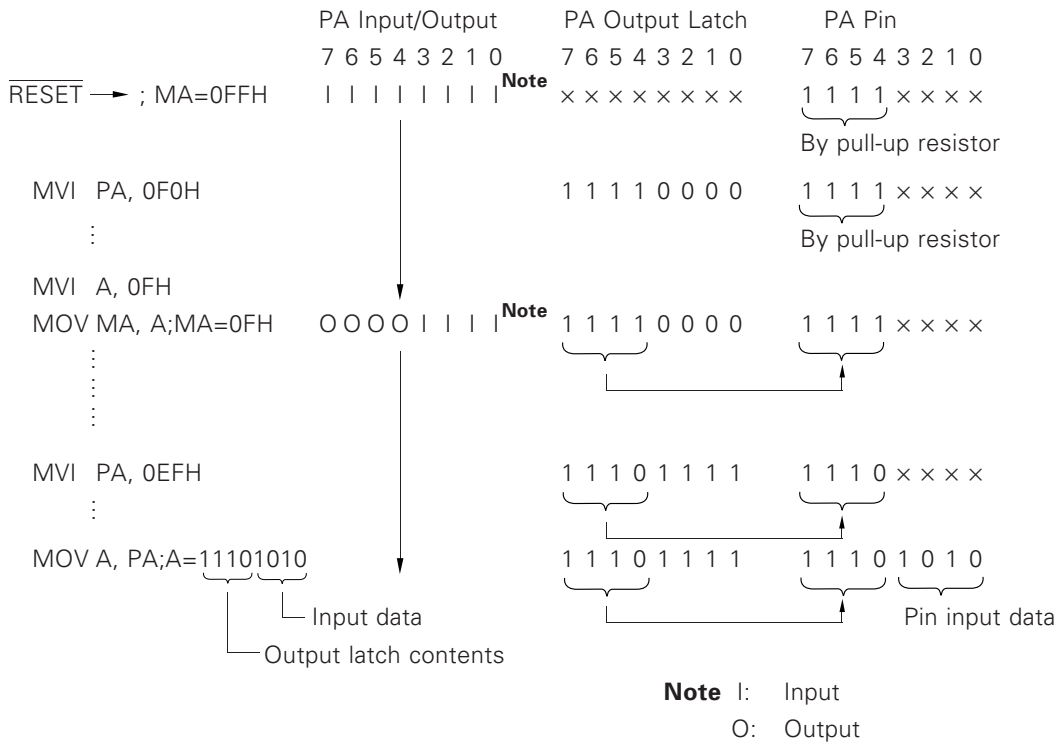 PA Input/Output PA Output Latch PA Pin
7 6 5 4 3 2 1 0 7 6 5 4 3 2 1 0 7 6 5 4 3 2 1 0
RESET ; MA=0FFH I I I I I I I I Note × × × × × × × × 1 1 1 1 × × × ×
By pull-up resistor
MVI PA, 0F0H 1 1 1 1 0 0 0 0 1 1 1 1 × × × ×
By pull-up resistor
MVI A, 0FH
MOV MA, A;MA=0FH O O O O I I I I Note 1 1 1 1 0 0 0 0 1 1 1 1 × × × ×
MVI PA, 0EFH 1 1 1 0 1 1 1 1 1 1 1 0 × × × ×
MOV A, PA;A=11101010 1 1 1 0 1 1 1 1 1 1 1 0 1 0 1 0
Input data Pin input data
Output latch contents
Note I: Input
O: Output